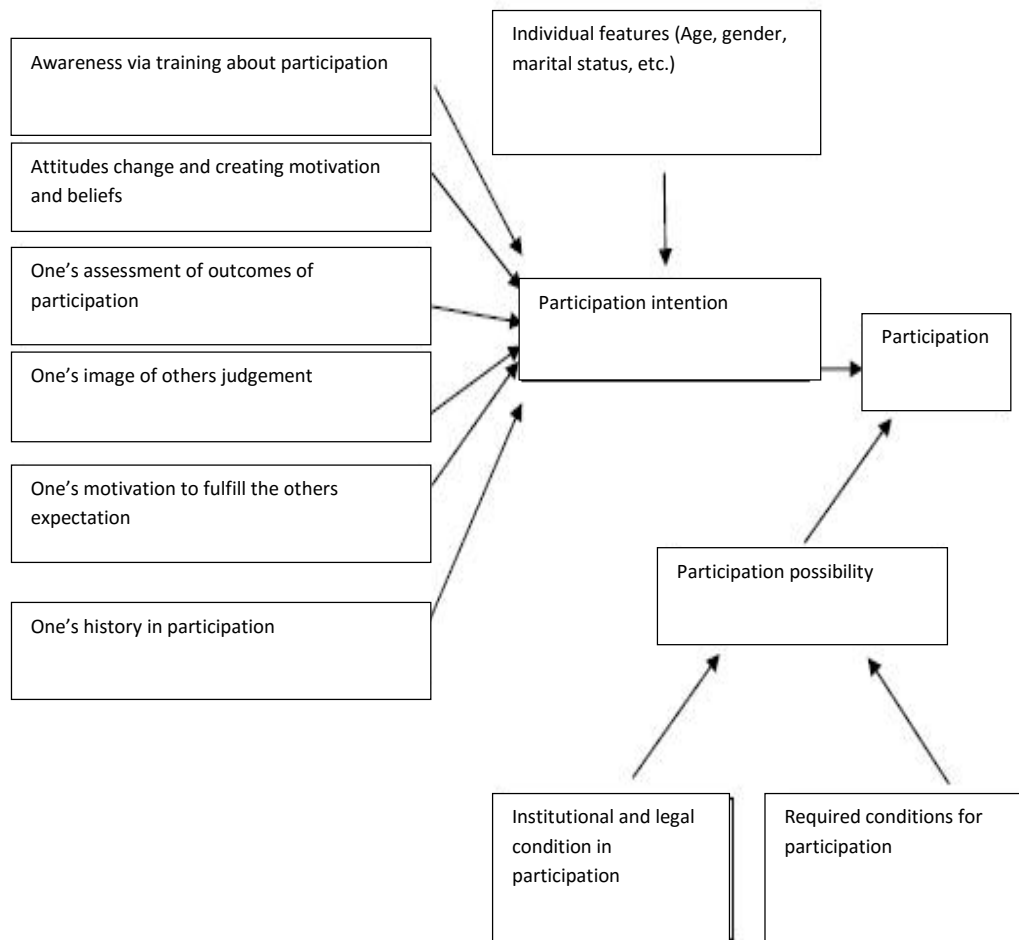 Individual features (Age, gender,
marital status, etc.)
Awareness via training about participation
Attitudes change and creating motivation
and beliefs
One’s assessment of outcomes of
participation
Participation intention
Participation
One’s image of others judgement
One’s motivation to fulfill the others
expectation
Participation possibility
One’s history in participation
Institutional and legal
condition in
participation
Required conditions for
participation